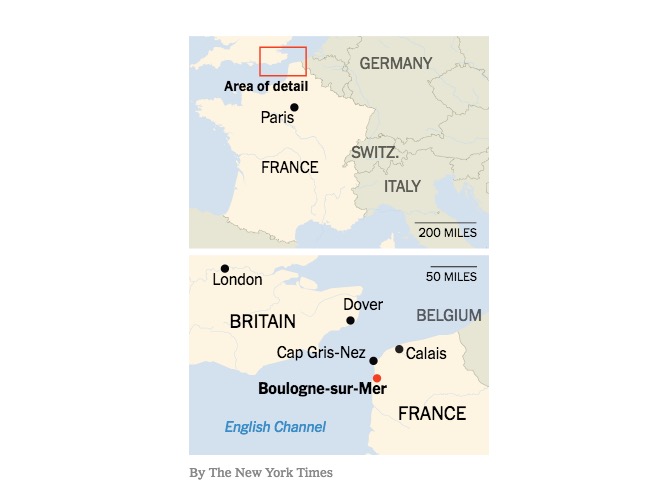 GERMANY
Area of detail
Paris
SWITZ.
FRANCE
ITALY
200 MILES
London
50 MILES
Dover
BELGIUM
BRITAIN
Cap Gris-Nez
Calais
Boulogne-sur-Mer
FRANCE
English Channel
By The New York Times